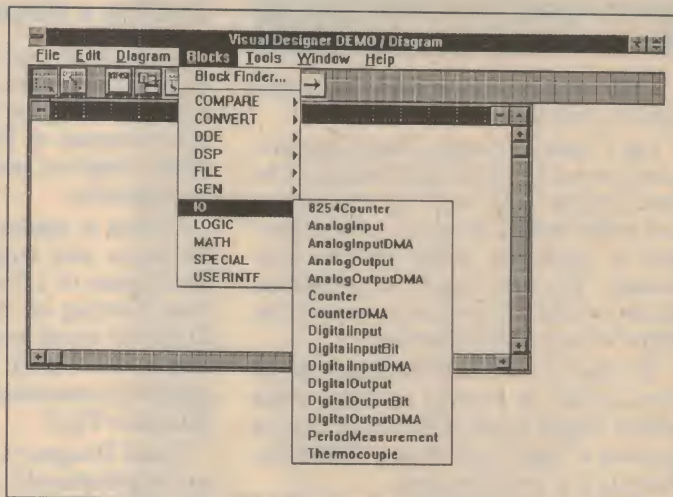 Visual Designer DEMO / Diagram
File Edit Diagram Blocks Tools Window Help
Block Finder...
COMPARE
CONVERT
DDE
DSP
FILE
GEN
IO
LOGIC
MATH
SPECIAL
USERINTF
8254Counter
AnalogInput
AnalogInputDMA
AnalogOutput
AnalogOutputDMA
Counter
CounterDMA
DigitalInput
DigitalInputBit
DigitalInputDMA
DigitalOutput
DigitalOutputBit
DigitalOutputDMA
PeriodMeasurement
Thermocouple